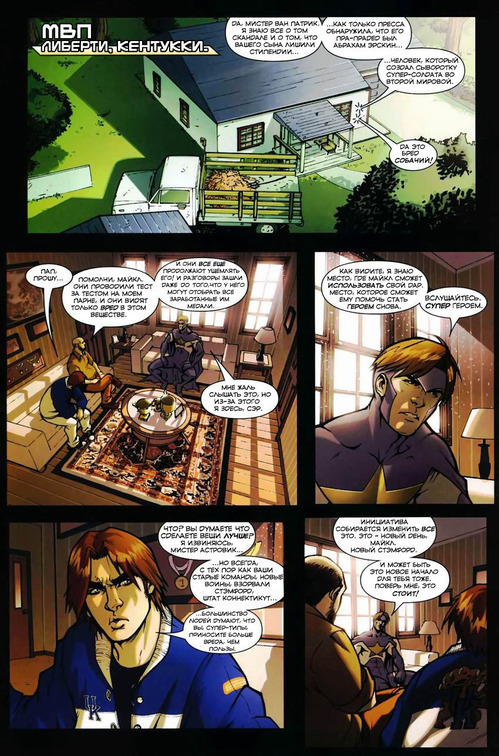 МВП
ЛИБЕРТИ, КЕНТУККИ.
ДА, МИСТЕР ВАН ПАТРИК.
Я ЗНАЮ ВСЕ О ТОМ
СКАНДАЛЕ И О ТОМ, ЧТО
ВАШЕГО СЫНА ЛИШИЛИ
СТИПЕНДИИ...
...КАК ТОЛЬКО ПРЕССА
ОБНАРУЖИЛА, ЧТО ЕГО
ПРА-ПРАДЕД БЫЛ
АБРАХАМ ЭРСКИН...
...ЧЕЛОВЕК, КОТОРЫЙ
СОЗДАЛ СЫВОРОТКУ
СУПЕР-СОЛДАТА ВО
ВТОРОЙ МИРОВОЙ.
ДА ЭТО
БРЕД
СОБАЧИЙ!
ПАП,
ПРОШУ...
ПОМОЛЧИ, МАЙКЛ.
ОНИ ПРОВОДИЛИ ТЕСТ
ЗА ТЕСТОМ НА МОЕМ
ПАРНЕ, И ОНИ ВИДЯТ
ТОЛЬКО ВРЕД В ЭТОМ
ВЕЩЕСТВЕ.
И ОНИ ВСЕ ЕЩЕ
ПРОДОЛЖАЮТ УЩЕМЛЯТЬ
ЕГО! И РАЗГОВОРЫ ЗАШЛИ
ДАЖЕ ДО ТОГО, ЧТО У НЕГО
МОГУТ ОТОБРАТЬ ВСЕ
ЗАРАБОТАННЫЕ ИМ
МЕДАЛИ.
МНЕ ЖАЛЬ
СЛЫШАТЬ ЭТО, НО
ИЗ-ЗА ЭТОГО
Я ЗДЕСЬ, СЭР.
КАК ВИДИТЕ, Я ЗНАЮ
МЕСТО, ГДЕ МАЙКЛ СМОЖЕТ
ИСПОЛЬЗОВАТЬ СВОЙ ДАР.
МЕСТО, КОТОРОЕ СМОЖЕТ
ЕМУ ПОМОЧЬ СТАТЬ
ГЕРОЕМ СНОВА.
ВСЛУШАЙТЕСЬ.
СУПЕР ГЕРОЕМ.
ЧТО? ВЫ ДУМАЕТЕ ЧТО
СДЕЛАЕТЕ ВЕЩИ ЛУЧШЕ?
Я ИЗВИНЯЮСЬ,
МИСТЕР АСТРОВИК...
...НО ВСЕГДА,
С ТЕХ ПОР КАК ВАШИ
СТАРЫЕ КОМАНДЫ, НОВЫЕ
ВОИНЫ, ВЗОРВАЛИ
СТЭМФОРД,
ШТАТ КОННЕКТИКУТ...
...БОЛЬШИНСТВО
ЛЮДЕЙ ДУМАЮТ, ЧТО
ВЫ, СУПЕР-ТИПЫ,
ПРИНОСИТЕ БОЛЬШЕ
ВРЕДА, ЧЕМ
ПОЛЬЗЫ.
ИНИЦИАТИВА
СОБИРАЕТСЯ ИЗМЕНИТЬ ВСЕ
ЭТО. ЭТО - НОВЫЙ ДЕНЬ,
МАЙКЛ.
НОВЫЙ СТЭМФОРД.
И МОЖЕТ БЫТЬ
ЭТО НОВОЕ НАЧАЛО
ДЛЯ ТЕБЯ ТОЖЕ.
ПОВЕРЬ МНЕ, ЭТО
СТОИТ!